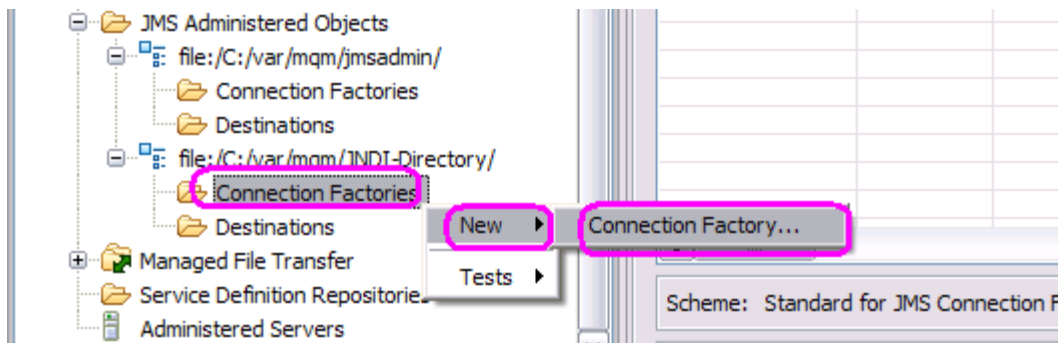 JMS Administered Objects
file:/C:/var/mqm/jmsadmin/
Connection Factories
Destinations
file:/C:/var/mqm/JNDI-Directory/
Connection Factories
Destinations
New
Connection Factory...
Managed File Transfer
Tests
Service Definition Repositories
Scheme: Standard for JMS Connection F
Administered Servers